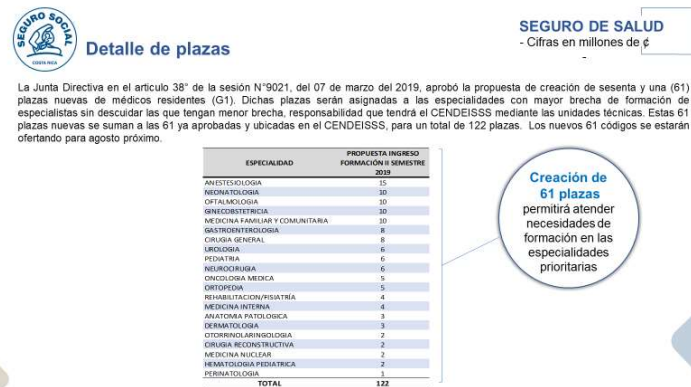 SEGURO SOCIAL
COSTA RICA
Detalle de plazas
SEGURO DE SALUD
- Cifras en millones de ¢
-
La Junta Directiva en el articulo 38° de la sesión N°9021, del 07 de marzo del 2019, aprobó la propuesta de creación de sesenta y una (61)
plazas nuevas de médicos residentes (G1). Dichas plazas serán asignadas a las especialidades con mayor brecha de formación de
especialistas sin descuidar las que tengan menor brecha, responsabilidad que tendrá el CENDEISSS mediante las unidades técnicas. Estas 61
plazas nuevas se suman a las 61 ya aprobadas y ubicadas en el CENDEISSS, para un total de 122 plazas. Los nuevos 61 códigos se estarán
ofertando para agosto próximo.
ESPECIALIDAD PROPUESTA INGRESO
FORMACIÓN II SEMESTRE
2019
ANESTESIOLOGIA 15
NEONATOLOGIA 10
OFTALMOLOGIA 10
GINECOBSTETRICIA 10
MEDICINA FAMILIAR Y COMUNITARIA 10
GASTROENTEROLOGIA 8
CIRUGIA GENERAL 8
UROLOGIA 6
PEDIATRIA 6
NEUROCIRUGIA 6
ONCOLOGIA MEDICA 5
ORTOPEDIA 5
REHABILITACION/FISIATRÍA 4
MEDICINA INTERNA 4
ANATOMIA PATOLOGICA 3
DERMATOLOGIA 3
OTORRINOLARINGOLOGIA 2
CIRUGIA RECONSTRUCTIVA 2
MEDICINA NUCLEAR 2
HEMATOLOGIA PEDIATRICA 2
PERINATOLOGIA 1
TOTAL 122
Creación de
61 plazas
permitirá atender
necesidades de
formación en las
especialidades
prioritarias